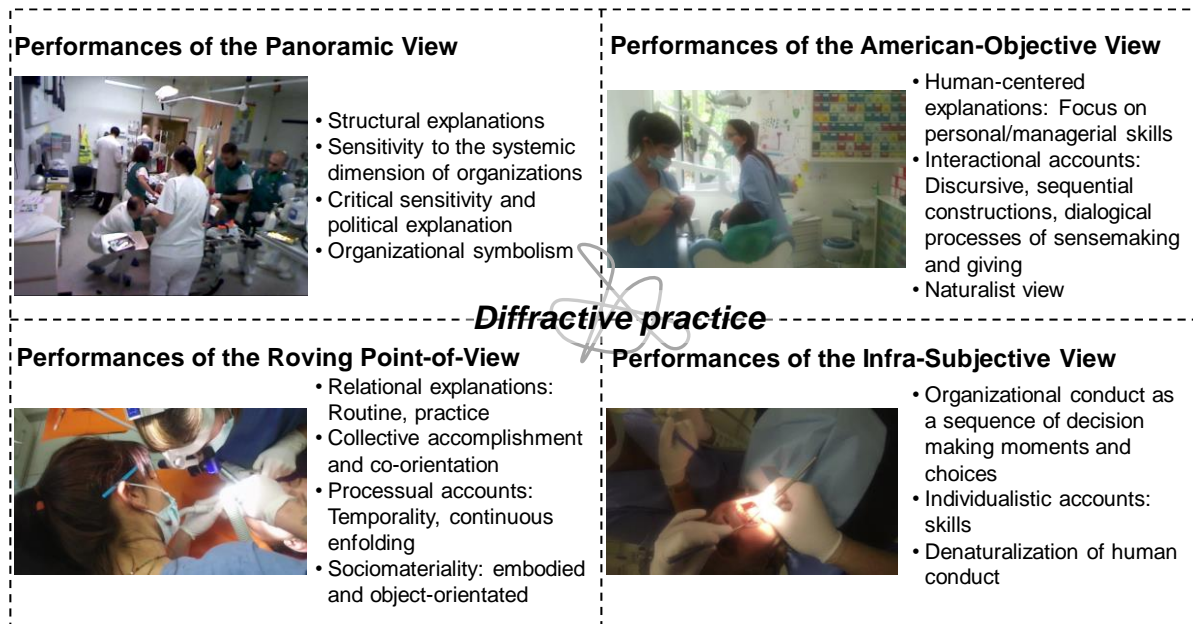 Performances of the Panoramic View
• Structural explanations
• Sensitivity to the systemic
dimension of organizations
• Critical sensitivity and
political explanation
• Organizational symbolism
Performances of the American-Objective View
• Human-centered
explanations: Focus on
personal/managerial skills
• Interactional accounts:
Discursive, sequential
constructions, dialogical
processes of sensemaking
and giving
• Naturalist view
Diffractive practice
Performances of the Roving Point-of-View
• Relational explanations:
Routine, practice
• Collective accomplishment
and co-orientation
• Processual accounts:
Temporality, continuous
enfolding
• Sociomateriality: embodied
and object-orientated
Performances of the Infra-Subjective View
• Organizational conduct as
a sequence of decision
making moments and
choices
• Individualistic accounts:
skills
• Denaturalization of human
conduct